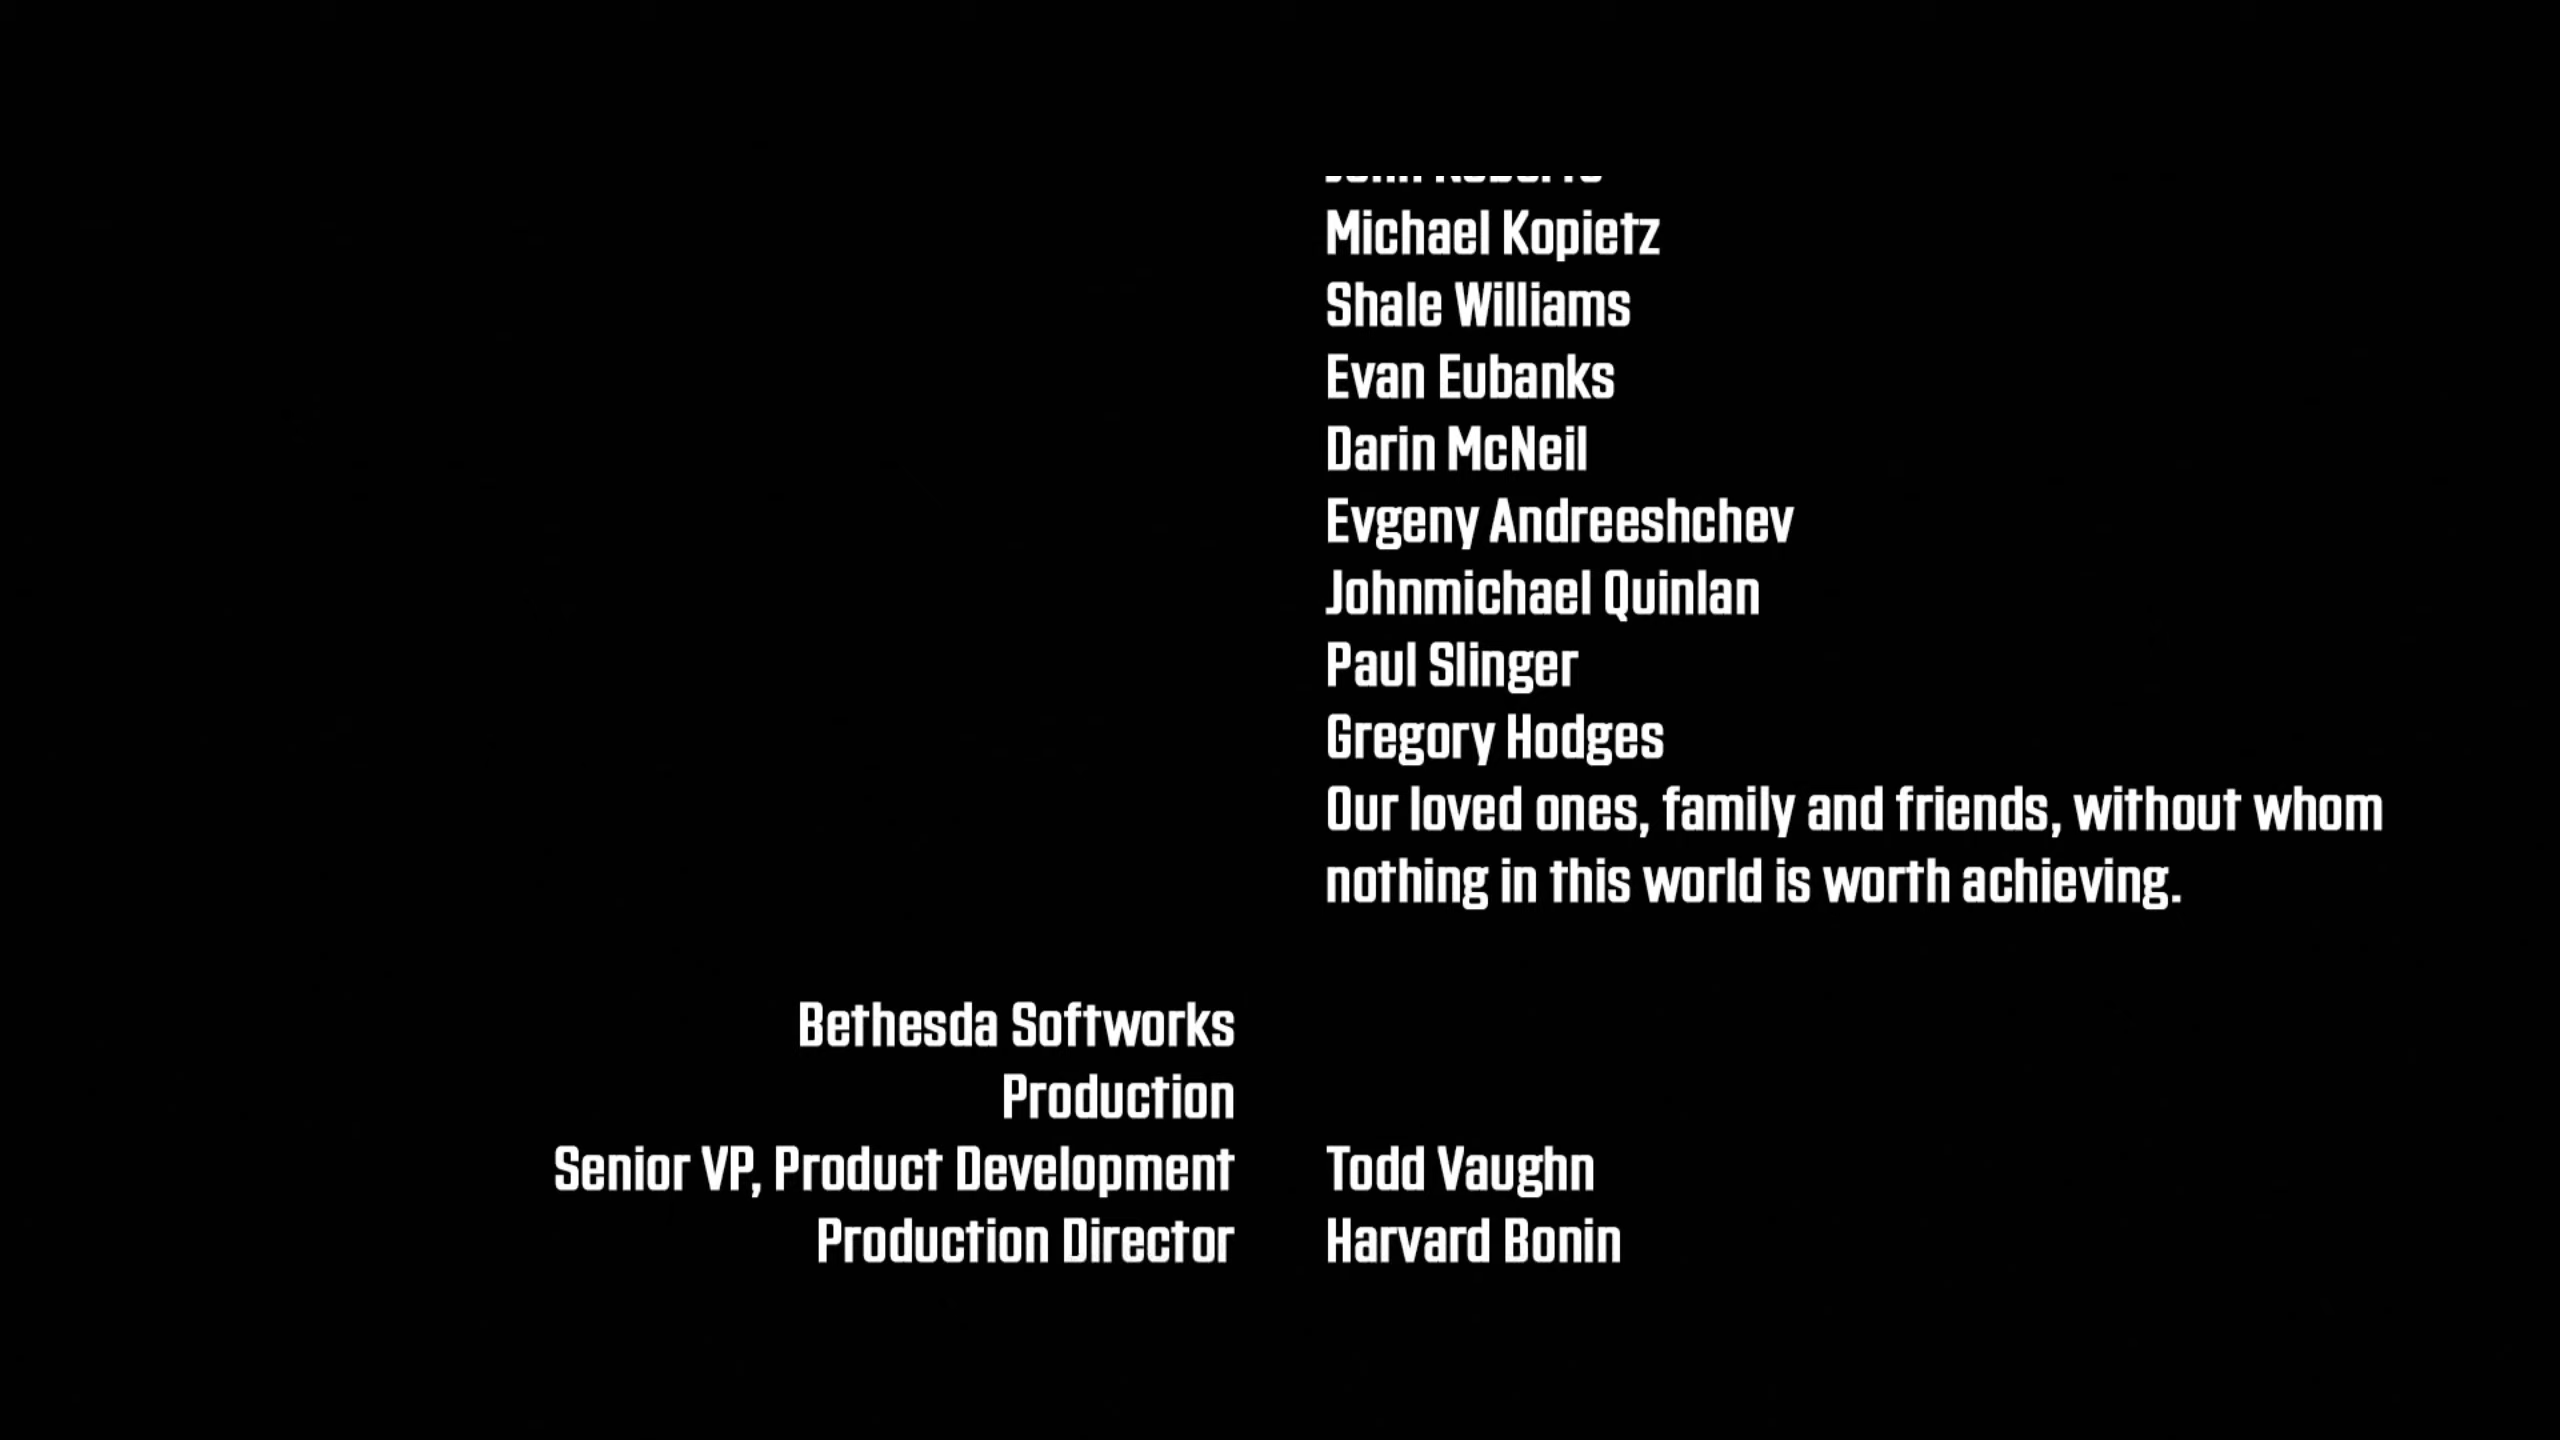 Michael Kopietz
Shale Williams
Evan Eubanks
Darin McNeil
Evgeny Andreeshchev
Johnmichael Quinlan
Paul Slinger
Gregory Hodges
Our loved ones, family and friends, without whom
nothing in this world is worth achieving.
Bethesda Softworks
Production
Senior VP, Product Development Todd Vaughn
Production Director Harvard Bonin